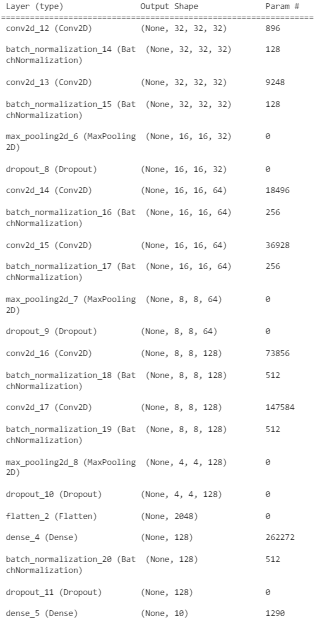 Layer (type) Output Shape Param #
=================================================================
conv2d_12 (Conv2D) (None, 32, 32, 32) 896
batch_normalization_14 (Bat (None, 32, 32, 32) 128
chNormalization)
conv2d_13 (Conv2D) (None, 32, 32, 32) 9248
batch_normalization_15 (Bat (None, 32, 32, 32) 128
chNormalization)
max_pooling2d_6 (MaxPooling (None, 16, 16, 32) 0
2D)
dropout_8 (Dropout) (None, 16, 16, 32) 0
conv2d_14 (Conv2D) (None, 16, 16, 64) 18496
batch_normalization_16 (Bat (None, 16, 16, 64) 256
chNormalization)
conv2d_15 (Conv2D) (None, 16, 16, 64) 36928
batch_normalization_17 (Bat (None, 16, 16, 64) 256
chNormalization)
max_pooling2d_7 (MaxPooling (None, 8, 8, 64) 0
2D)
dropout_9 (Dropout) (None, 8, 8, 64) 0
conv2d_16 (Conv2D) (None, 8, 8, 128) 73856
batch_normalization_18 (Bat (None, 8, 8, 128) 512
chNormalization)
conv2d_17 (Conv2D) (None, 8, 8, 128) 147584
batch_normalization_19 (Bat (None, 8, 8, 128) 512
chNormalization)
max_pooling2d_8 (MaxPooling (None, 4, 4, 128) 0
2D)
dropout_10 (Dropout) (None, 4, 4, 128) 0
flatten_2 (Flatten) (None, 2048) 0
dense_4 (Dense) (None, 128) 262272
batch_normalization_20 (Bat (None, 128) 512
chNormalization)
dropout_11 (Dropout) (None, 128) 0
dense_5 (Dense) (None, 10) 1290